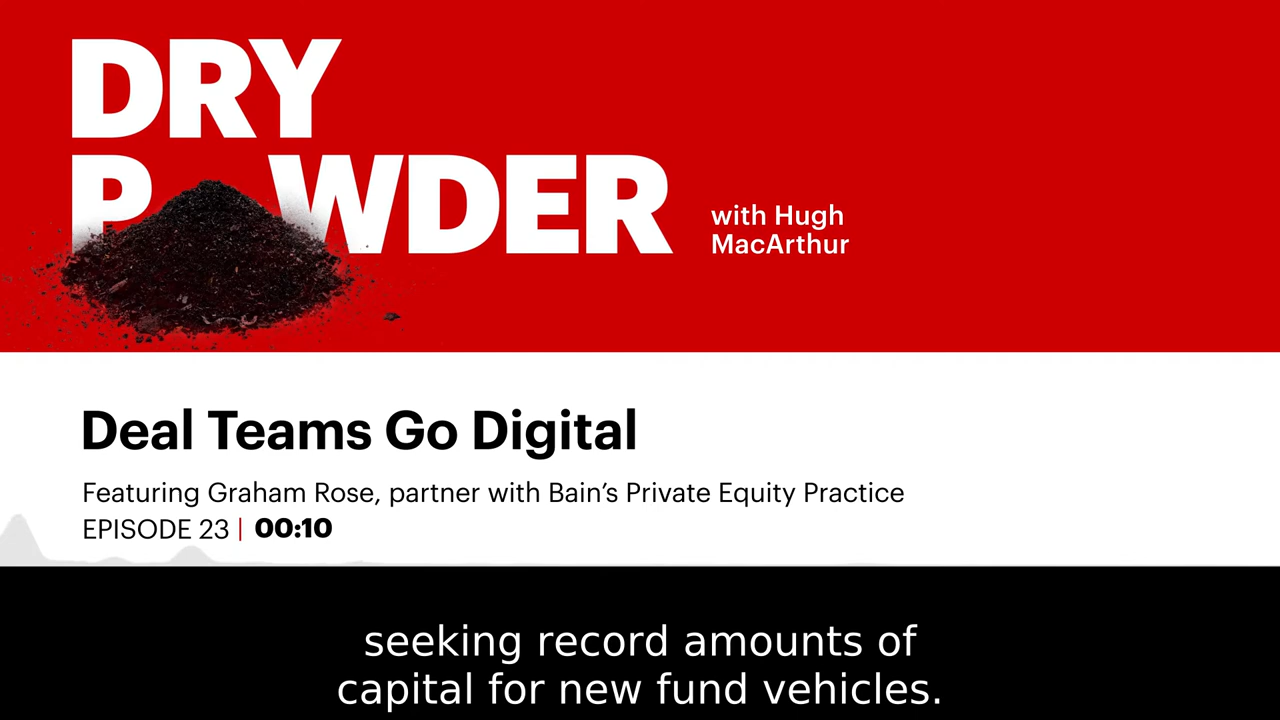 DRY
POWDER
with Hugh
MacArthur
Deal Teams Go Digital
Featuring Graham Rose, partner with Bain’s Private Equity Practice
EPISODE 23 | 00:10
seeking record amounts of
capital for new fund vehicles.